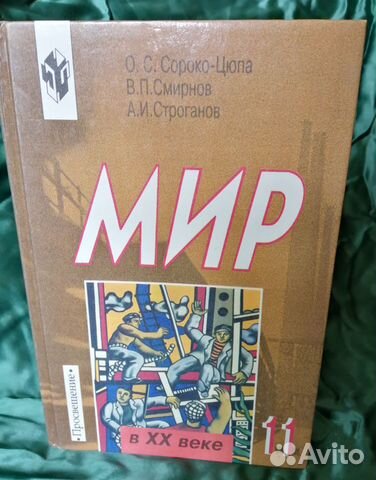 О. С. Сороко-Цюпа
В.П.Смирнов
А.И.Строганов
МИР
• Просвещение •
в XX веке
11
Avito